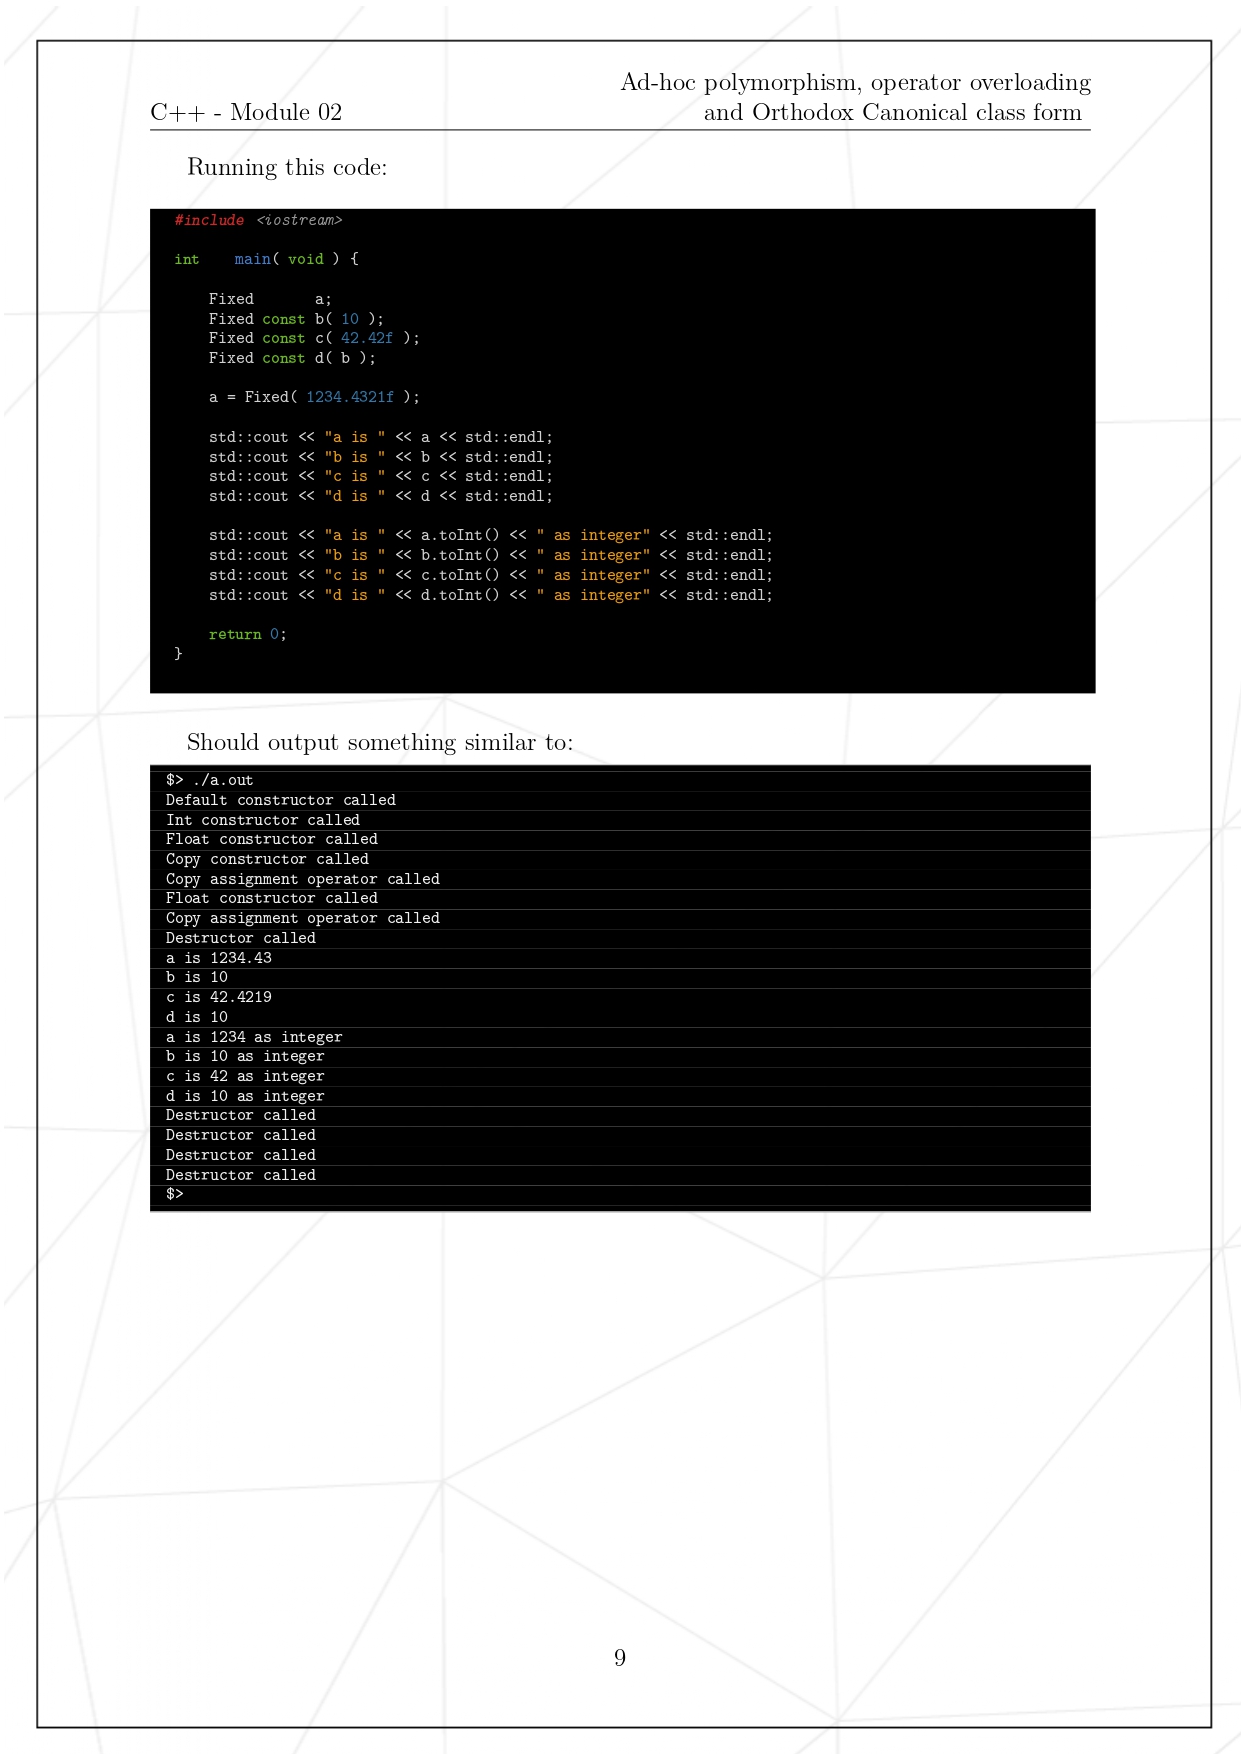 Ad-hoc polymorphism, operator overloading
C++ - Module 02 and Orthodox Canonical class form
Running this code:
#include <iostream>
int main( void ) {
Fixed a;
Fixed const b( 10 );
Fixed const c( 42.42f );
Fixed const d( b );
a = Fixed( 1234.4321f );
std::cout << "a is " << a << std::endl;
std::cout << "b is " << b << std::endl;
std::cout << "c is " << c << std::endl;
std::cout << "d is " << d << std::endl;
std::cout << "a is " << a.toInt() << " as integer" << std::endl;
std::cout << "b is " << b.toInt() << " as integer" << std::endl;
std::cout << "c is " << c.toInt() << " as integer" << std::endl;
std::cout << "d is " << d.toInt() << " as integer" << std::endl;
return 0;
}
Should output something similar to:
$> ./a.out
Default constructor called
Int constructor called
Float constructor called
Copy constructor called
Copy assignment operator called
Float constructor called
Copy assignment operator called
Destructor called
a is 1234.43
b is 10
c is 42.4219
d is 10
a is 1234 as integer
b is 10 as integer
c is 42 as integer
d is 10 as integer
Destructor called
Destructor called
Destructor called
Destructor called
$>
9